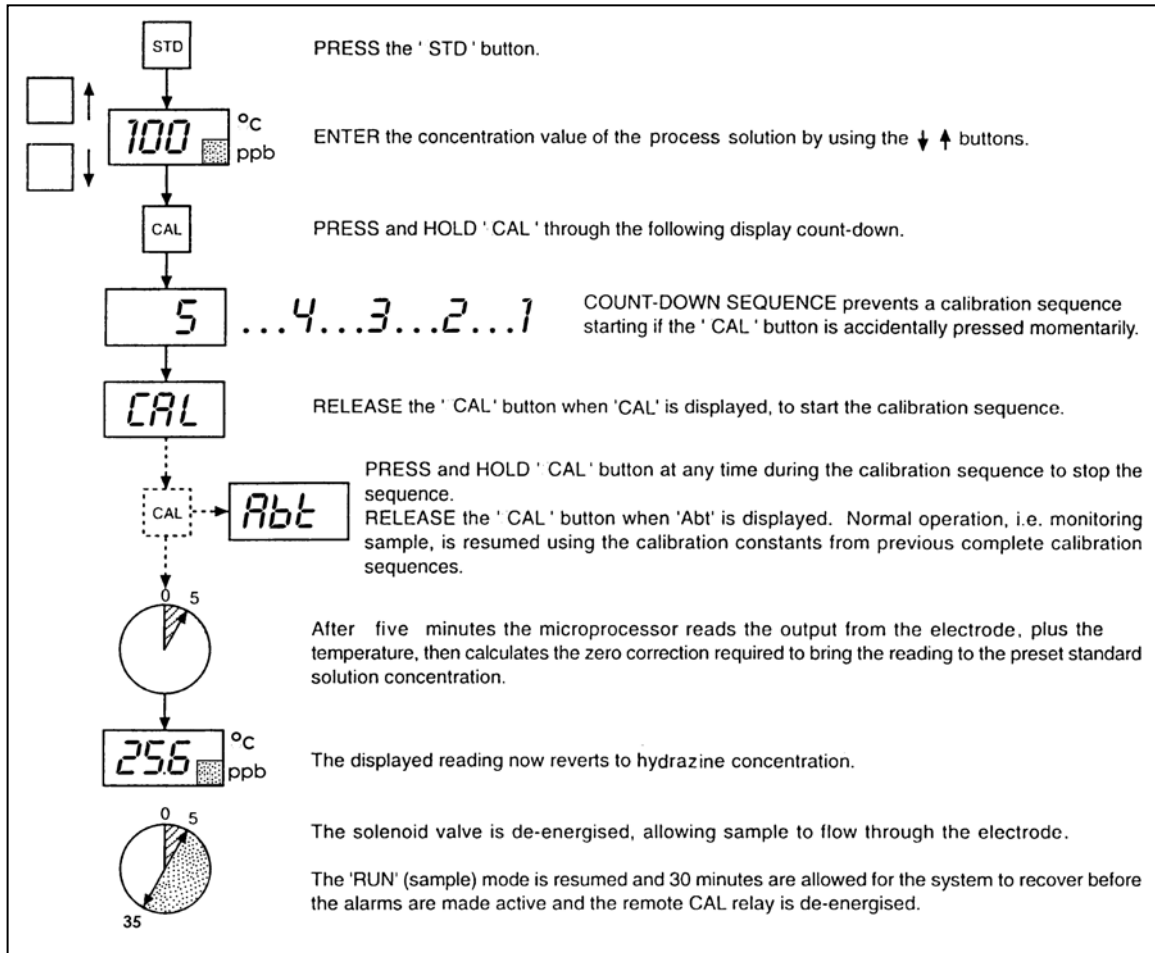 STD
PRESS the ' STD ' button.
100
°C
ppb
ENTER the concentration value of the process solution by using the ↓ ↑ buttons.
CAL
PRESS and HOLD ' CAL ' through the following display count-down.
5 ...4...3...2...1
COUNT-DOWN SEQUENCE prevents a calibration sequence
starting if the ' CAL ' button is accidentally pressed momentarily.
CAL
RELEASE the ' CAL ' button when 'CAL' is displayed, to start the calibration sequence.
CAL
Abt
PRESS and HOLD ' CAL ' button at any time during the calibration sequence to stop the
sequence.
RELEASE the ' CAL ' button when 'Abt' is displayed. Normal operation, i.e. monitoring
sample, is resumed using the calibration constants from previous complete calibration
sequences.
0 5
After five minutes the microprocessor reads the output from the electrode, plus the
temperature, then calculates the zero correction required to bring the reading to the preset standard
solution concentration.
25.6
°C
ppb
The displayed reading now reverts to hydrazine concentration.
0 5
35
The solenoid valve is de-energised, allowing sample to flow through the electrode.
The 'RUN' (sample) mode is resumed and 30 minutes are allowed for the system to recover before
the alarms are made active and the remote CAL relay is de-energised.